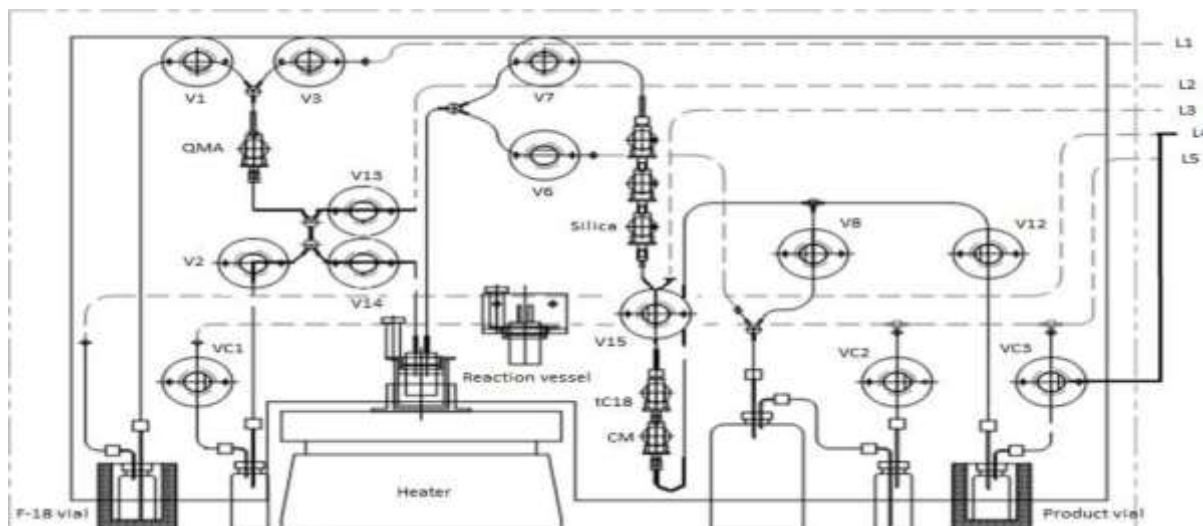 L1
V1
V3
V7
L2
L3
L4
QMA
L5
V13
V6
Silica
V8
V12
V2
V14
V15
VC1
VC2
VC3
Reaction vessel
tC18
CM
Heater
F-18 vial
Product vial